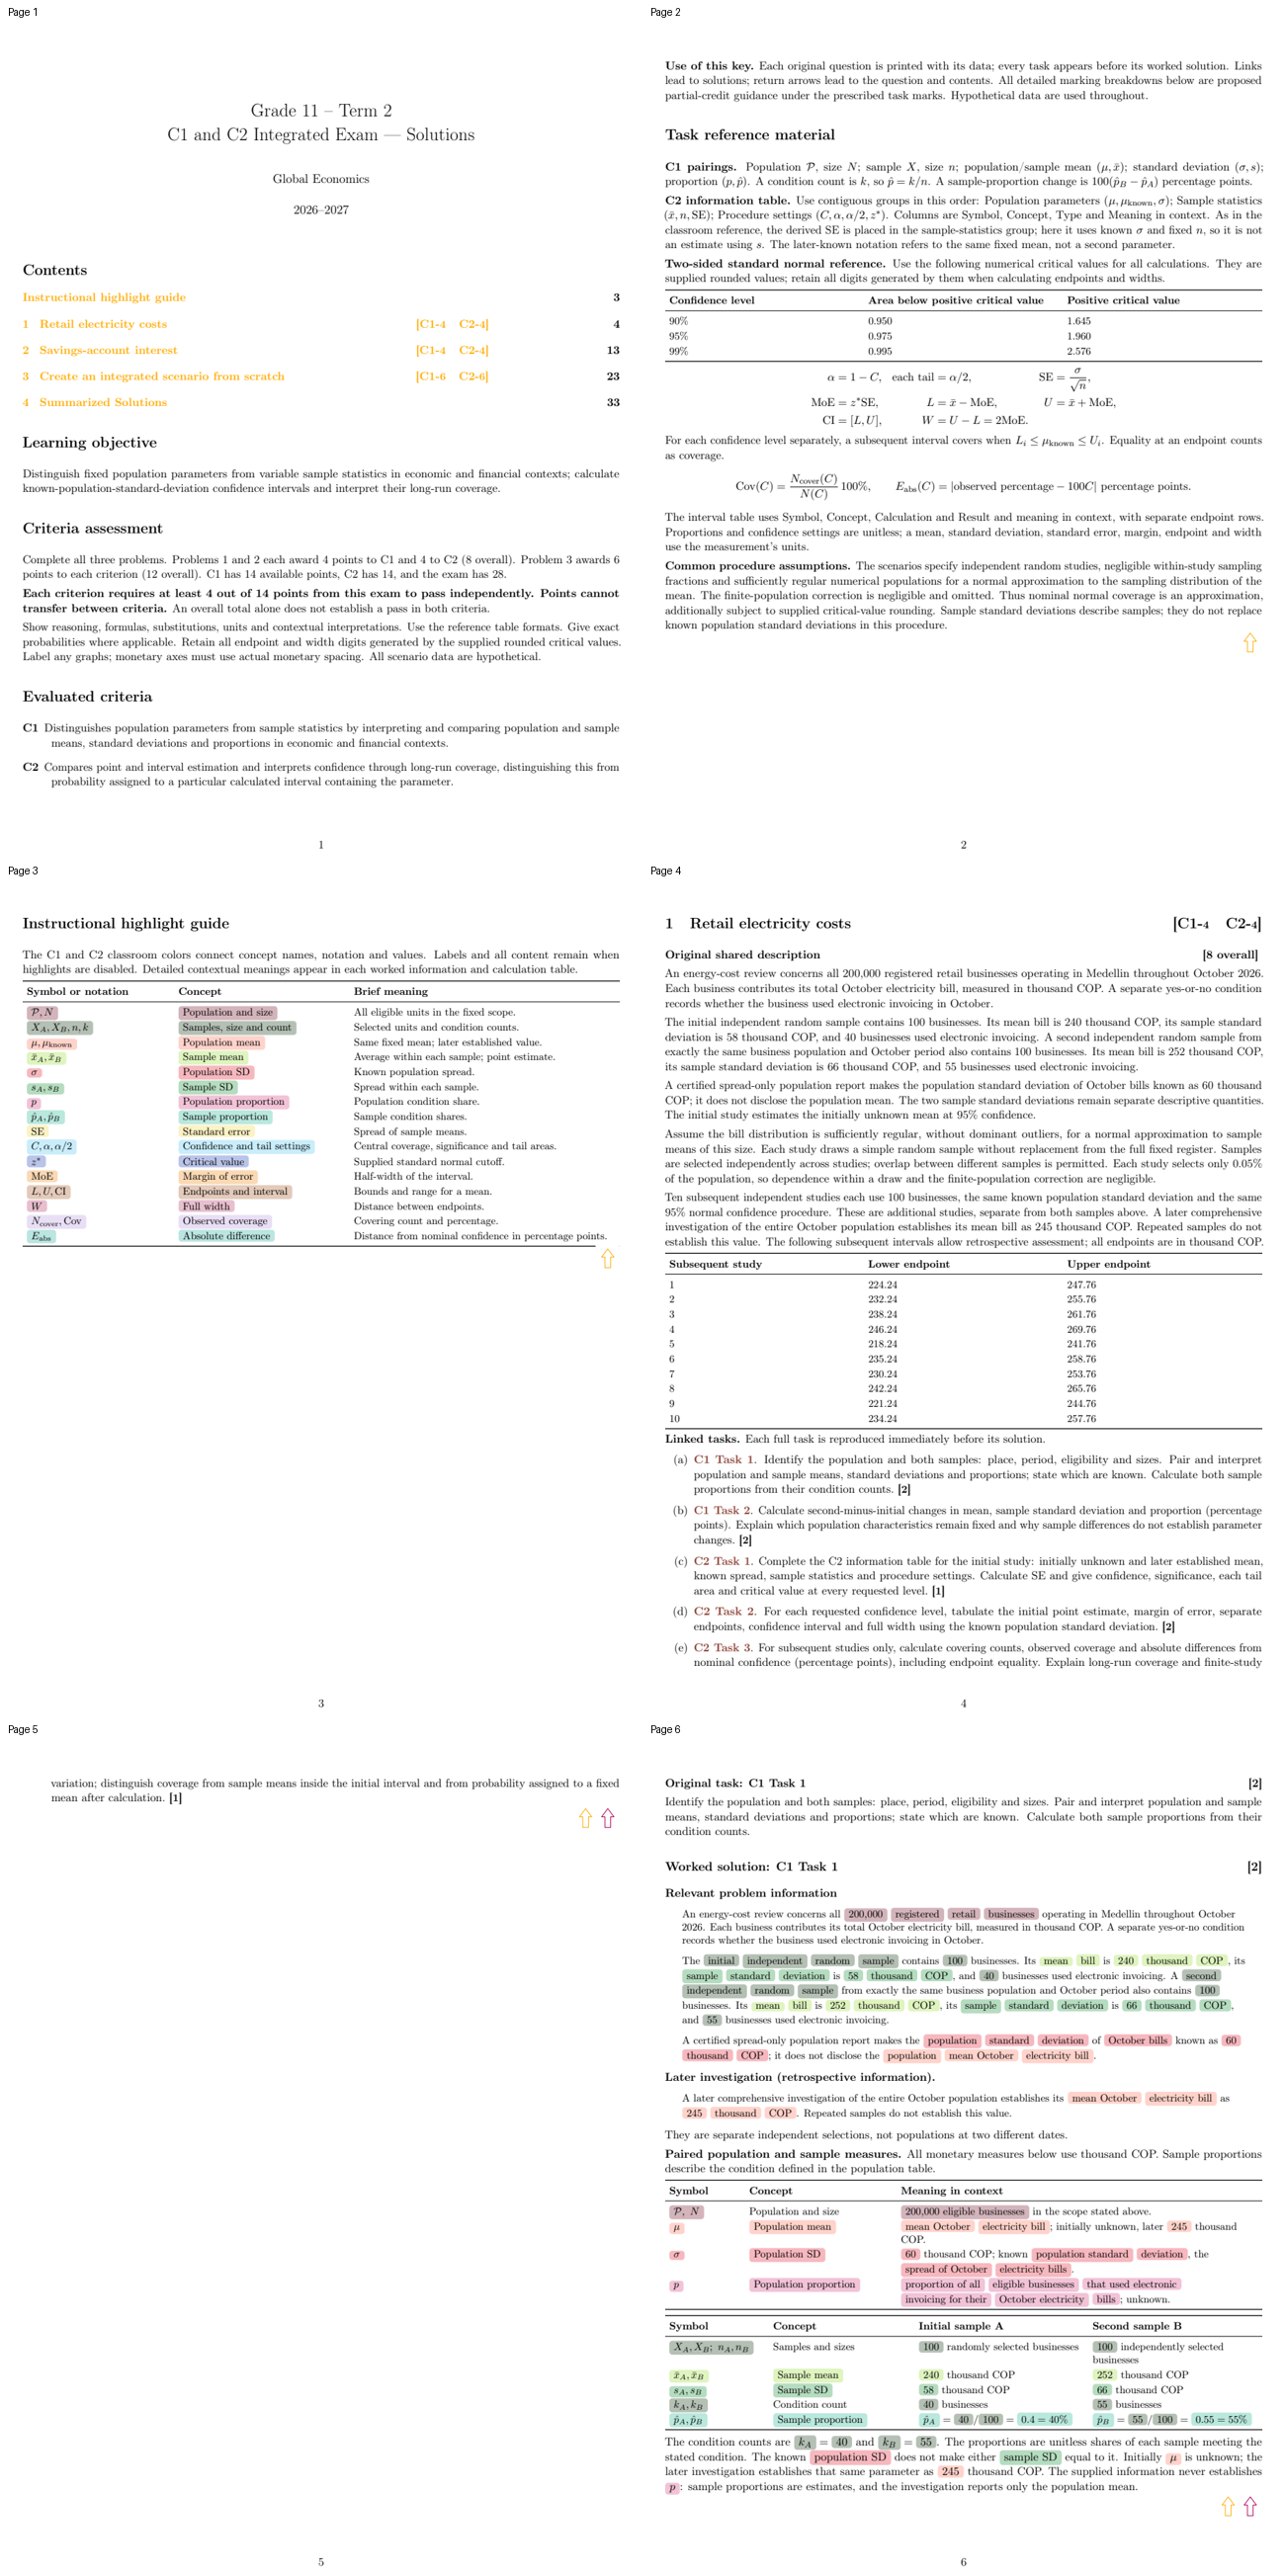 Page 1
Grade 11 – Term 2
C1 and C2 Integrated Exam — Solutions
Global Economics
2026–2027
Contents
Instructional highlight guide 3
1 Retail electricity costs [C1-4 C2-4] 4
2 Savings-account interest [C1-4 C2-4] 13
3 Create an integrated scenario from scratch [C1-6 C2-6] 23
4 Summarized Solutions 33
Learning objective
Distinguish fixed population parameters from variable sample statistics in economic and financial contexts; calculate
known-population-standard-deviation confidence intervals and interpret their long-run coverage.
Criteria assessment
Complete all three problems. Problems 1 and 2 each award 4 points to C1 and 4 to C2 (8 overall). Problem 3 awards 6
points to each criterion (12 overall). C1 has 14 available points, C2 has 14, and the exam has 28.
Each criterion requires at least 4 out of 14 points from this exam to pass independently. Points cannot
transfer between criteria. An overall total alone does not establish a pass in both criteria.
Show reasoning, formulas, substitutions, units and contextual interpretations. Use the reference table formats. Give exact
probabilities where applicable. Retain all endpoint and width digits generated by the supplied rounded critical values.
Label any graphs; monetary axes must use actual monetary spacing. All scenario data are hypothetical.
Evaluated criteria
C1 Distinguishes population parameters from sample statistics by interpreting and comparing population and sample
means, standard deviations and proportions in economic and financial contexts.
C2 Compares point and interval estimation and interprets confidence through long-run coverage, distinguishing this from
probability assigned to a particular calculated interval containing the parameter.
1
Page 2
Use of this key. Each original question is printed with its data; every task appears before its worked solution. Links
lead to solutions; return arrows lead to the question and contents. All detailed marking breakdowns below are proposed
partial-credit guidance under the prescribed task marks. Hypothetical data are used throughout.
Task reference material
C1 pairings. Population 𝒫, size N; sample X, size n; population/sample mean (μ, x̄); standard deviation (σ, s);
proportion (p, p̂). A condition count is k, so p̂ = k/n. A sample-proportion change is 100(p̂_B − p̂_A) percentage points.
C2 information table. Use contiguous groups in this order: Population parameters (μ, μ_known, σ); Sample statistics
(x̄, n, SE); Procedure settings (C, α, α/2, z*). Columns are Symbol, Concept, Type and Meaning in context. As in the
classroom reference, the derived SE is placed in the sample-statistics group; here it uses known σ and fixed n, so it is not
an estimate using s. The later-known notation refers to the same fixed mean, not a second parameter.
Two-sided standard normal reference. Use the following numerical critical values for all calculations. They are
supplied rounded values; retain all digits generated by them when calculating endpoints and widths.
Confidence level Area below positive critical value Positive critical value
90% 0.950 1.645
95% 0.975 1.960
99% 0.995 2.576
α = 1 − C, each tail = α/2, SE = σ/√n,
MoE = z*SE, L = x̄ − MoE, U = x̄ + MoE,
CI = [L, U], W = U − L = 2MoE.
For each confidence level separately, a subsequent interval covers when L_i ≤ μ_known ≤ U_i. Equality at an endpoint counts
as coverage.
Cov(C) = N_cover(C)/N(C) 100%, E_abs(C) = |observed percentage − 100C| percentage points.
The interval table uses Symbol, Concept, Calculation and Result and meaning in context, with separate endpoint rows.
Proportions and confidence settings are unitless; a mean, standard deviation, standard error, margin, endpoint and width
use the measurement's units.
Common procedure assumptions. The scenarios specify independent random studies, negligible within-study sampling
fractions and sufficiently regular numerical populations for a normal approximation to the sampling distribution of the
mean. The finite-population correction is negligible and omitted. Thus nominal normal coverage is an approximation,
additionally subject to supplied critical-value rounding. Sample standard deviations describe samples; they do not replace
known population standard deviations in this procedure.
2
Page 3
Instructional highlight guide
The C1 and C2 classroom colors connect concept names, notation and values. Labels and all content remain when
highlights are disabled. Detailed contextual meanings appear in each worked information and calculation table.
Symbol or notation Concept Brief meaning
𝒫, N Population and size All eligible units in the fixed scope.
X_A, X_B, n, k Samples, size and count Selected units and condition counts.
μ, μ_known Population mean Same fixed mean; later established value.
x̄_A, x̄_B Sample mean Average within each sample; point estimate.
σ Population SD Known population spread.
s_A, s_B Sample SD Spread within each sample.
p Population proportion Population condition share.
p̂_A, p̂_B Sample proportion Sample condition shares.
SE Standard error Spread of sample means.
C, α, α/2 Confidence and tail settings Central coverage, significance and tail areas.
z* Critical value Supplied standard normal cutoff.
MoE Margin of error Half-width of the interval.
L, U, CI Endpoints and interval Bounds and range for a mean.
W Full width Distance between endpoints.
N_cover, Cov Observed coverage Covering count and percentage.
E_abs Absolute difference Distance from nominal confidence in percentage points.
3
Page 4
1 Retail electricity costs [C1-4 C2-4]
Original shared description [8 overall]
An energy-cost review concerns all 200,000 registered retail businesses operating in Medellin throughout October 2026.
Each business contributes its total October electricity bill, measured in thousand COP. A separate yes-or-no condition
records whether the business used electronic invoicing in October.
The initial independent random sample contains 100 businesses. Its mean bill is 240 thousand COP, its sample standard
deviation is 58 thousand COP, and 40 businesses used electronic invoicing. A second independent random sample from
exactly the same business population and October period also contains 100 businesses. Its mean bill is 252 thousand COP,
its sample standard deviation is 66 thousand COP, and 55 businesses used electronic invoicing.
A certified spread-only population report makes the population standard deviation of October bills known as 60 thousand
COP; it does not disclose the population mean. The two sample standard deviations remain separate descriptive quantities.
The initial study estimates the initially unknown mean at 95% confidence.
Assume the bill distribution is sufficiently regular, without dominant outliers, for a normal approximation to sample
means of this size. Each study draws a simple random sample without replacement from the full fixed register. Samples
are selected independently across studies; overlap between different samples is permitted. Each study selects only 0.05%
of the population, so dependence within a draw and the finite-population correction are negligible.
Ten subsequent independent studies each use 100 businesses, the same known population standard deviation and the same
95% normal confidence procedure. These are additional studies, separate from both samples above. A later comprehensive
investigation of the entire October population establishes its mean bill as 245 thousand COP. Repeated samples do not
establish this value. The following subsequent intervals allow retrospective assessment; all endpoints are in thousand COP.
Subsequent study Lower endpoint Upper endpoint
1 224.24 247.76
2 232.24 255.76
3 238.24 261.76
4 246.24 269.76
5 218.24 241.76
6 235.24 258.76
7 230.24 253.76
8 242.24 265.76
9 221.24 244.76
10 234.24 257.76
Linked tasks. Each full task is reproduced immediately before its solution.
(a) C1 Task 1. Identify the population and both samples: place, period, eligibility and sizes. Pair and interpret
population and sample means, standard deviations and proportions; state which are known. Calculate both sample
proportions from their condition counts. [2]
(b) C1 Task 2. Calculate second-minus-initial changes in mean, sample standard deviation and proportion (percentage
points). Explain which population characteristics remain fixed and why sample differences do not establish parameter
changes. [2]
(c) C2 Task 1. Complete the C2 information table for the initial study: initially unknown and later established mean,
known spread, sample statistics and procedure settings. Calculate SE and give confidence, significance, each tail
area and critical value at every requested level. [1]
(d) C2 Task 2. For each requested confidence level, tabulate the initial point estimate, margin of error, separate
endpoints, confidence interval and full width using the known population standard deviation. [2]
(e) C2 Task 3. For subsequent studies only, calculate covering counts, observed coverage and absolute differences from
nominal confidence (percentage points), including endpoint equality. Explain long-run coverage and finite-study
4
Page 5
variation; distinguish coverage from sample means inside the initial interval and from probability assigned to a fixed
mean after calculation. [1]
5
Page 6
Original task: C1 Task 1 [2]
Identify the population and both samples: place, period, eligibility and sizes. Pair and interpret population and sample
means, standard deviations and proportions; state which are known. Calculate both sample proportions from their
condition counts.
Worked solution: C1 Task 1 [2]
Relevant problem information
An energy-cost review concerns all 200,000 registered retail businesses operating in Medellin throughout October
2026. Each business contributes its total October electricity bill, measured in thousand COP. A separate yes-or-no condition
records whether the business used electronic invoicing in October.
The initial independent random sample contains 100 businesses. Its mean bill is 240 thousand COP, its
sample standard deviation is 58 thousand COP, and 40 businesses used electronic invoicing. A second
independent random sample from exactly the same business population and October period also contains 100
businesses. Its mean bill is 252 thousand COP, its sample standard deviation is 66 thousand COP,
and 55 businesses used electronic invoicing.
A certified spread-only population report makes the population standard deviation of October bills known as 60
thousand COP; it does not disclose the population mean October electricity bill.
Later investigation (retrospective information).
A later comprehensive investigation of the entire October population establishes its mean October electricity bill as
245 thousand COP. Repeated samples do not establish this value.
They are separate independent selections, not populations at two different dates.
Paired population and sample measures. All monetary measures below use thousand COP. Sample proportions
describe the condition defined in the population table.
Symbol Concept Meaning in context
𝒫, N Population and size 200,000 eligible businesses in the scope stated above.
μ Population mean mean October electricity bill; initially unknown, later 245 thousand
COP.
σ Population SD 60 thousand COP; known population standard deviation, the
spread of October electricity bills.
p Population proportion proportion of all eligible businesses that used electronic
invoicing for their October electricity bills; unknown.
Symbol Concept Initial sample A Second sample B
X_A, X_B; n_A, n_B Samples and sizes 100 randomly selected businesses 100 independently selected
businesses
x̄_A, x̄_B Sample mean 240 thousand COP 252 thousand COP
s_A, s_B Sample SD 58 thousand COP 66 thousand COP
k_A, k_B Condition count 40 businesses 55 businesses
p̂_A, p̂_B Sample proportion p̂_A = 40/100 = 0.4 = 40% p̂_B = 55/100 = 0.55 = 55%
The condition counts are k_A = 40 and k_B = 55. The proportions are unitless shares of each sample meeting the
stated condition. The known population SD does not make either sample SD equal to it. Initially μ is unknown; the
later investigation establishes that same parameter as 245 thousand COP. The supplied information never establishes
p: sample proportions are estimates, and the investigation reports only the population mean.
6